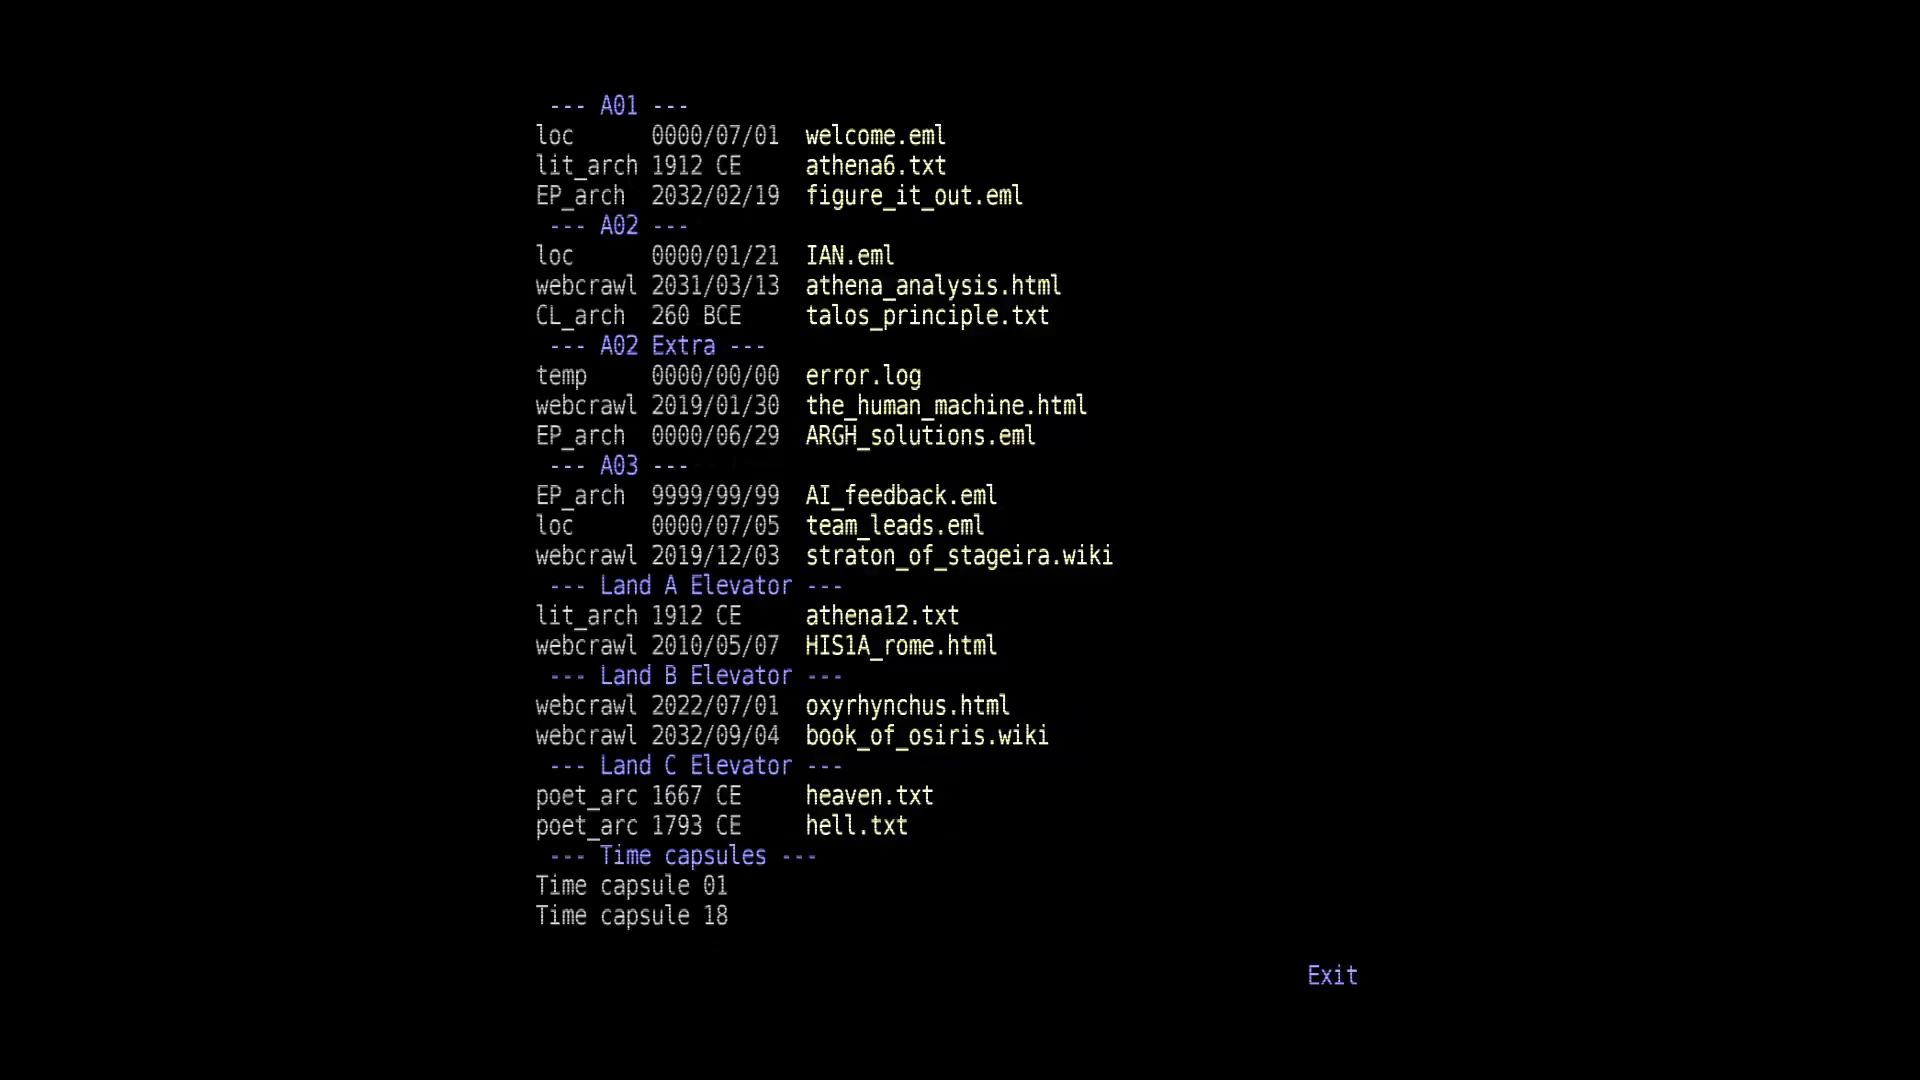 --- A01 ---
loc 0000/07/01 welcome.eml
lit_arch 1912 CE athena6.txt
EP_arch 2032/02/19 figure_it_out.eml
--- A02 ---
loc 0000/01/21 IAN.eml
webcrawl 2031/03/13 athena_analysis.html
CL_arch 260 BCE talos_principle.txt
--- A02 Extra ---
temp 0000/00/00 error.log
webcrawl 2019/01/30 the_human_machine.html
EP_arch 0000/06/29 ARGH_solutions.eml
--- A03 ---
EP_arch 9999/99/99 AI_feedback.eml
loc 0000/07/05 team_leads.eml
webcrawl 2019/12/03 straton_of_stageira.wiki
--- Land A Elevator ---
lit_arch 1912 CE athena12.txt
webcrawl 2010/05/07 HIS1A_rome.html
--- Land B Elevator ---
webcrawl 2022/07/01 oxyrhynchus.html
webcrawl 2032/09/04 book_of_osiris.wiki
--- Land C Elevator ---
poet_arc 1667 CE heaven.txt
poet_arc 1793 CE hell.txt
--- Time capsules ---
Time capsule 01
Time capsule 18
Exit